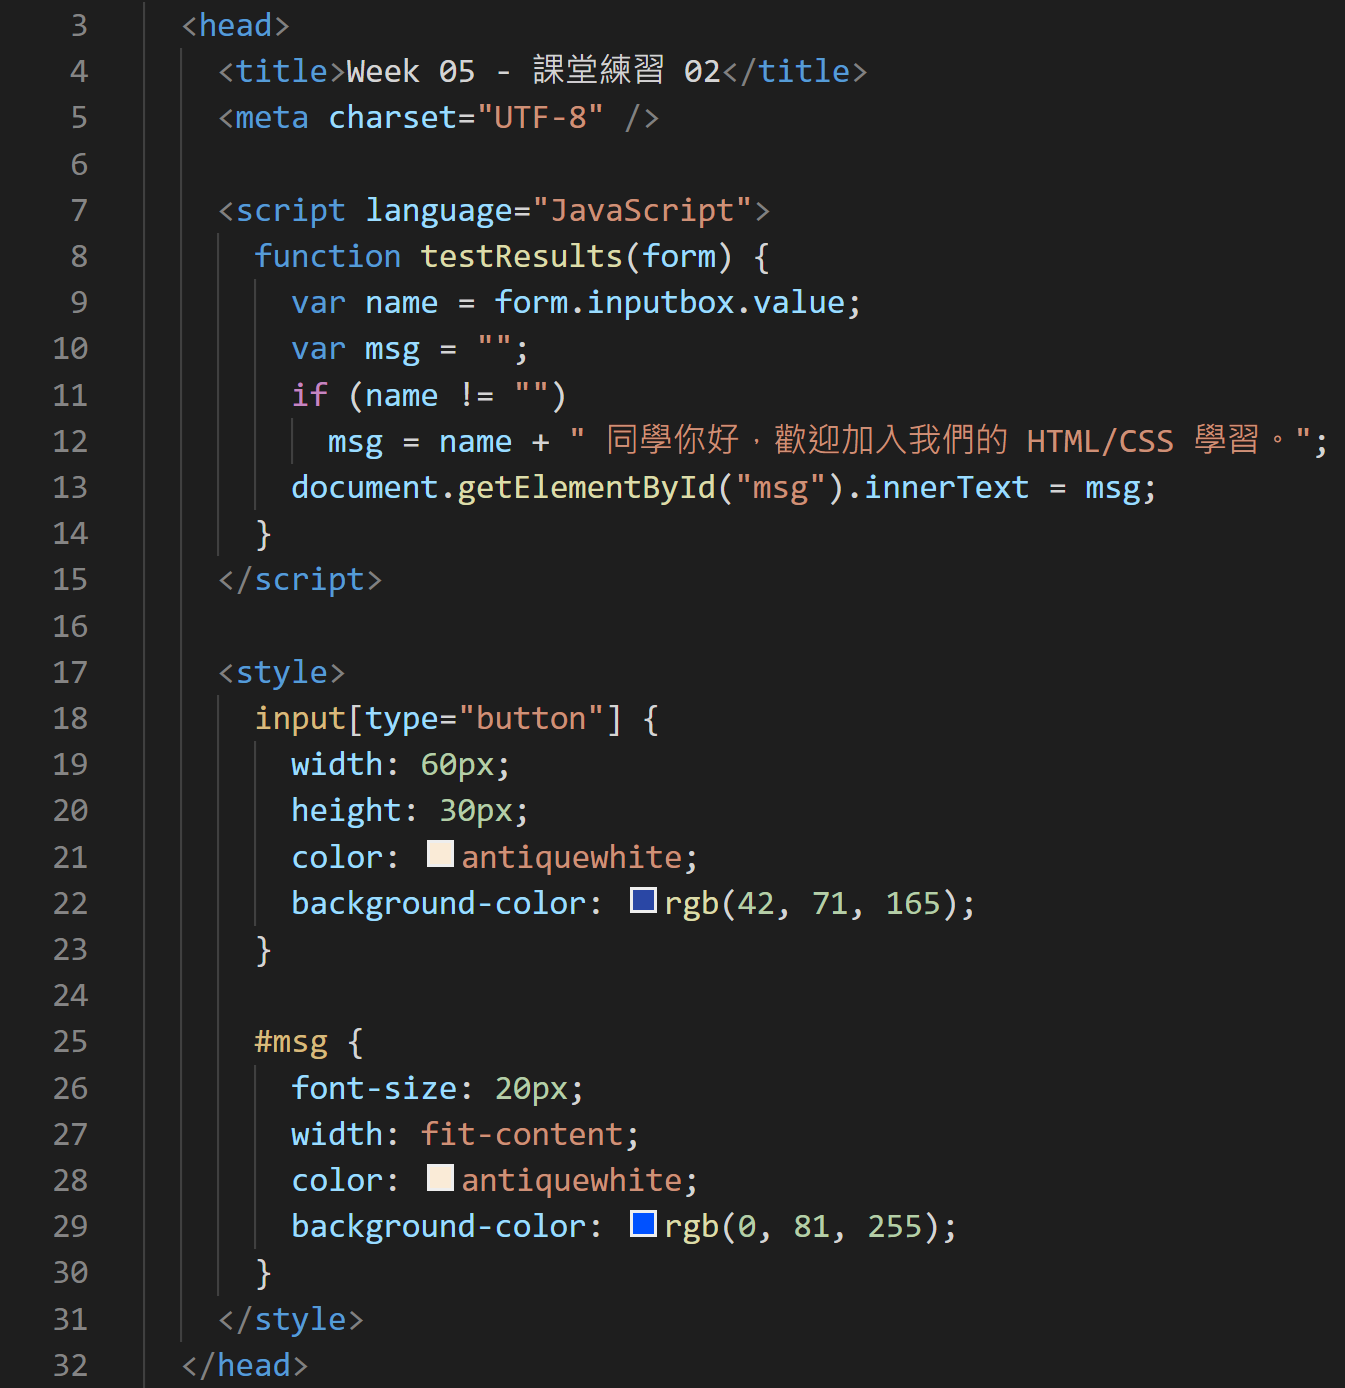 3 <head>
4 <title>Week 05 - 課堂練習 02</title>
5 <meta charset="UTF-8" />
6
7 <script language="JavaScript">
8 function testResults(form) {
9 var name = form.inputbox.value;
10 var msg = "";
11 if (name != "")
12 msg = name + " 同學你好，歡迎加入我們的 HTML/CSS 學習。";
13 document.getElementById("msg").innerText = msg;
14 }
15 </script>
16
17 <style>
18 input[type="button"] {
19 width: 60px;
20 height: 30px;
21 color: antiquewhite;
22 background-color: rgb(42, 71, 165);
23 }
24
25 #msg {
26 font-size: 20px;
27 width: fit-content;
28 color: antiquewhite;
29 background-color: rgb(0, 81, 255);
30 }
31 </style>
32 </head>